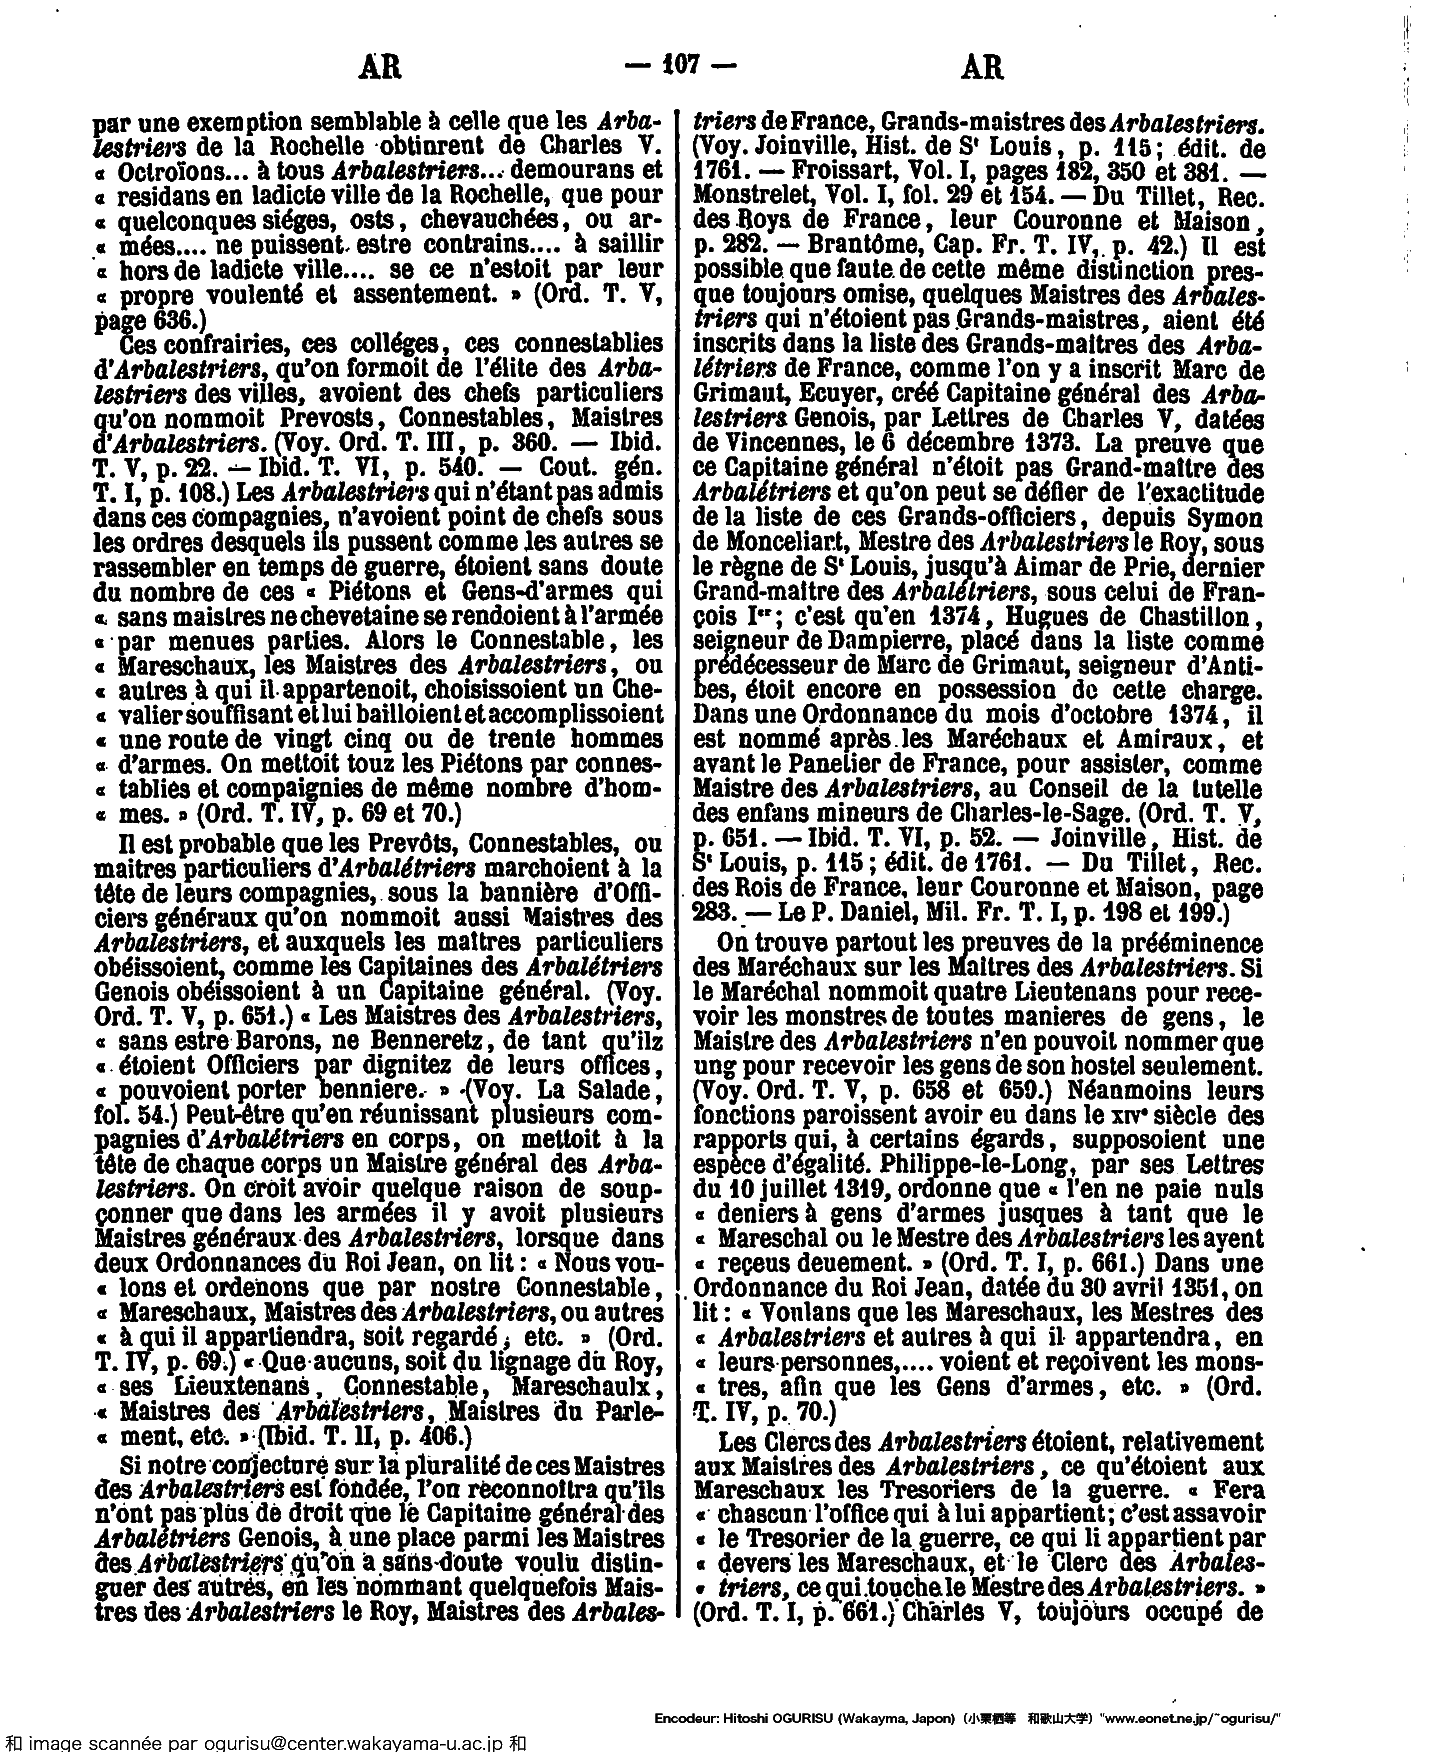 AR — 107 — AR
par une exemption semblable à celle que les Arba-
lestriers de la Rochelle obtinrent de Charles V.
« Octroïons... à tous Arbalestriers... demourans et
« residans en ladicte ville de la Rochelle, que pour
« quelconques siéges, osts, chevauchées, ou ar-
« mées.... ne puissent estre contrains.... à saillir
« hors de ladicte ville.... se ce n'estoit par leur
« propre voulenté et assentement. » (Ord. T. V,
page 636.)
Ces confrairies, ces colléges, ces connestablies
d'Arbalestriers, qu'on formoit de l'élite des Arba-
lestriers des villes, avoient des chefs particuliers
qu'on nommoit Prevosts, Connestables, Maistres
d'Arbalestriers. (Voy. Ord. T. III, p. 360. — Ibid.
T. V, p. 22. — Ibid. T. VI, p. 540. — Cout. gén.
T. I, p. 108.) Les Arbalestriers qui n'étant pas admis
dans ces compagnies, n'avoient point de chefs sous
les ordres desquels ils pussent comme les autres se
rassembler en temps de guerre, étoient sans doute
du nombre de ces « Piétons et Gens-d'armes qui
« sans maistres ne chevetaine se rendoient à l'armée
« par menues parties. Alors le Connestable, les
« Mareschaux, les Maistres des Arbalestriers, ou
« autres à qui il appartenoit, choisissoient un Che-
« valier souffisant et lui bailloient et accomplissoient
« une route de vingt cinq ou de trente hommes
« d'armes. On mettoit touz les Piétons par connes-
« tablies et compaignies de même nombre d'hom-
« mes. » (Ord. T. IV, p. 69 et 70.)
Il est probable que les Prevôts, Connestables, ou
maîtres particuliers d'Arbalétriers marchoient à la
tête de leurs compagnies, sous la bannière d'Offi-
ciers généraux qu'on nommoit aussi Maistres des
Arbalestriers, et auxquels les maîtres particuliers
obéissoient, comme les Capitaines des Arbalétriers
Genois obéissoient à un Capitaine général. (Voy.
Ord. T. V, p. 651.) « Les Maistres des Arbalestriers,
« sans estre Barons, ne Benneretz, de tant qu'ilz
« étoient Officiers par dignitez de leurs offices,
« pouvoient porter benniere. » (Voy. La Salade,
fol. 54.) Peut-être qu'en réunissant plusieurs com-
pagnies d'Arbalétriers en corps, on mettoit à la
tête de chaque corps un Maistre général des Arba-
lestriers. On croit avoir quelque raison de soup-
çonner que dans les armées il y avoit plusieurs
Maistres généraux des Arbalestriers, lorsque dans
deux Ordonnances du Roi Jean, on lit : « Nous vou-
« lons et ordenons que par nostre Connestable,
« Mareschaux, Maistres des Arbalestriers, ou autres
« à qui il appartiendra, soit regardé, etc. » (Ord.
T. IV, p. 69.) « Que aucuns, soit du lignage du Roy,
« ses Lieuxtenans, Connestable, Mareschaulx,
« Maistres des Arbalestriers, Maistres du Parle-
« ment, etc. » (Ibid. T. II, p. 406.)
Si notre conjecture sur la pluralité de ces Maistres
des Arbalestriers est fondée, l'on reconnoîtra qu'ils
n'ont pas plus de droit que le Capitaine général des
Arbalétriers Genois, à une place parmi les Maistres
des Arbalestriers qu'on a sans-doute voulu distin-
guer des autres, en les nommant quelquefois Mais-
tres des Arbalestriers le Roy, Maistres des Arbales-
triers de France, Grands-maistres des Arbalestriers.
(Voy. Joinville, Hist. de St Louis, p. 115; édit. de
1761. — Froissart, Vol. I, pages 182, 350 et 381. —
Monstrelet, Vol. I, fol. 29 et 154. — Du Tillet, Rec.
des Roys de France, leur Couronne et Maison,
p. 282. — Brantôme, Cap. Fr. T. IV, p. 42.) Il est
possible que faute de cette même distinction pres-
que toujours omise, quelques Maistres des Arbales-
triers qui n'étoient pas Grands-maistres, aient été
inscrits dans la liste des Grands-maîtres des Arba-
létriers de France, comme l'on y a inscrit Marc de
Grimaut, Ecuyer, créé Capitaine général des Arba-
lestriers Genois, par Lettres de Charles V, datées
de Vincennes, le 6 décembre 1373. La preuve que
ce Capitaine général n'étoit pas Grand-maître des
Arbalétriers et qu'on peut se défier de l'exactitude
de la liste de ces Grands-officiers, depuis Symon
de Monceliart, Mestre des Arbalestriers le Roy, sous
le règne de St Louis, jusqu'à Aimar de Prie, dernier
Grand-maître des Arbalétriers, sous celui de Fran-
çois Ier; c'est qu'en 1374, Hugues de Chastillon,
seigneur de Dampierre, placé dans la liste comme
prédécesseur de Marc de Grimaut, seigneur d'Anti-
bes, étoit encore en possession de cette charge.
Dans une Ordonnance du mois d'octobre 1374, il
est nommé après les Maréchaux et Amiraux, et
avant le Panetier de France, pour assister, comme
Maistre des Arbalestriers, au Conseil de la tutelle
des enfans mineurs de Charles-le-Sage. (Ord. T. V,
p. 651. — Ibid. T. VI, p. 52. — Joinville, Hist. de
St Louis, p. 115; édit. de 1761. — Du Tillet, Rec.
des Rois de France, leur Couronne et Maison, page
283. — Le P. Daniel, Mil. Fr. T. I, p. 198 et 199.)
On trouve partout les preuves de la prééminence
des Maréchaux sur les Maîtres des Arbalestriers. Si
le Maréchal nommoit quatre Lieutenans pour rece-
voir les monstres de toutes manieres de gens, le
Maistre des Arbalestriers n'en pouvoit nommer que
ung pour recevoir les gens de son hostel seulement.
(Voy. Ord. T. V, p. 658 et 659.) Néanmoins leurs
fonctions paroissent avoir eu dans le XIVe siècle des
rapports qui, à certains égards, supposoient une
espèce d'égalité. Philippe-le-Long, par ses Lettres
du 10 juillet 1319, ordonne que « l'en ne paie nuls
« deniers à gens d'armes jusques à tant que le
« Mareschal ou le Mestre des Arbalestriers les ayent
« reçeus deuement. » (Ord. T. I, p. 661.) Dans une
Ordonnance du Roi Jean, datée du 30 avril 1351, on
lit : « Voulans que les Mareschaux, les Mestres des
« Arbalestriers et autres à qui il appartendra, en
« leurs personnes,.... voient et reçoivent les mons-
« tres, afin que les Gens d'armes, etc. » (Ord.
T. IV, p. 70.)
Les Clercs des Arbalestriers étoient, relativement
aux Maistres des Arbalestriers, ce qu'étoient aux
Mareschaux les Tresoriers de la guerre. « Fera
« chascun l'office qui à lui appartient; c'est assavoir
« le Tresorier de la guerre, ce qui li appartient par
« devers les Mareschaux, et le Clerc des Arbales-
« triers, ce qui touche le Mestre des Arbalestriers. »
(Ord. T. I, p. 661.) Charles V, toujours occupé de
Encodeur: Hitoshi OGURISU (Wakayma, Japon)（小栗栖等　和歌山大学）"www.eonet.ne.jp/~ogurisu/"
和 image scannée par ogurisu@center.wakayama-u.ac.jp 和